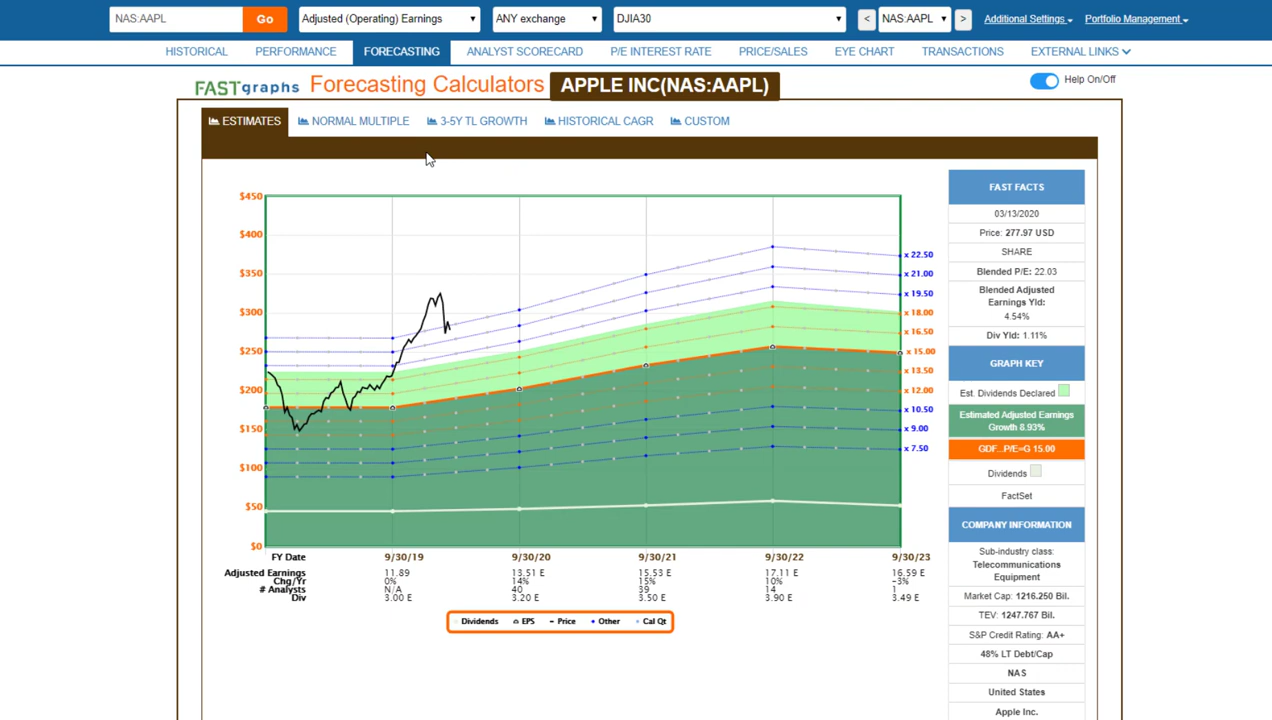 NAS:AAPL Go Adjusted (Operating) Earnings ANY exchange DJIA30 < NAS:AAPL > Additional Settings Portfolio Management
HISTORICAL PERFORMANCE FORECASTING ANALYST SCORECARD P/E INTEREST RATE PRICE/SALES EYE CHART TRANSACTIONS EXTERNAL LINKS
FASTgraphs Forecasting Calculators APPLE INC(NAS:AAPL) Help On/Off
ESTIMATES NORMAL MULTIPLE 3-5Y TL GROWTH HISTORICAL CAGR CUSTOM
$450
$400
$350
$300
$250
$200
$150
$100
$50
$0
x 22.50
x 21.00
x 19.50
x 18.00
x 16.50
x 15.00
x 13.50
x 12.00
x 10.50
x 9.00
x 7.50
FY Date 9/30/19 9/30/20 9/30/21 9/30/22 9/30/23
Adjusted Earnings 11.89 13.51 E 15.53 E 17.11 E 16.59 E
Chg/Yr 0% 14% 15% 10% -3%
# Analysts N/A 40 39 14 1
Div 3.00 E 3.20 E 3.50 E 3.90 E 3.49 E
Dividends EPS Price Other Cal Qt
FAST FACTS
03/13/2020
Price: 277.97 USD
SHARE
Blended P/E: 22.03
Blended Adjusted
Earnings Yld:
4.54%
Div Yld: 1.11%
GRAPH KEY
Est. Dividends Declared
Estimated Adjusted Earnings
Growth 8.93%
GDF...P/E=G 15.00
Dividends
FactSet
COMPANY INFORMATION
Sub-industry class:
Telecommunications
Equipment
Market Cap: 1216.250 Bil.
TEV: 1247.767 Bil.
S&P Credit Rating: AA+
48% LT Debt/Cap
NAS
United States
Apple Inc.